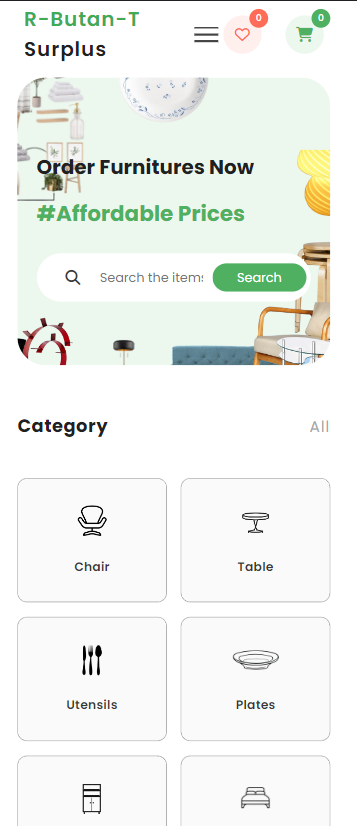 R-Butan-T
Surplus
0
0
Order Furnitures Now
#Affordable Prices
Search the items
Search
Category
All
Chair
Table
Utensils
Plates